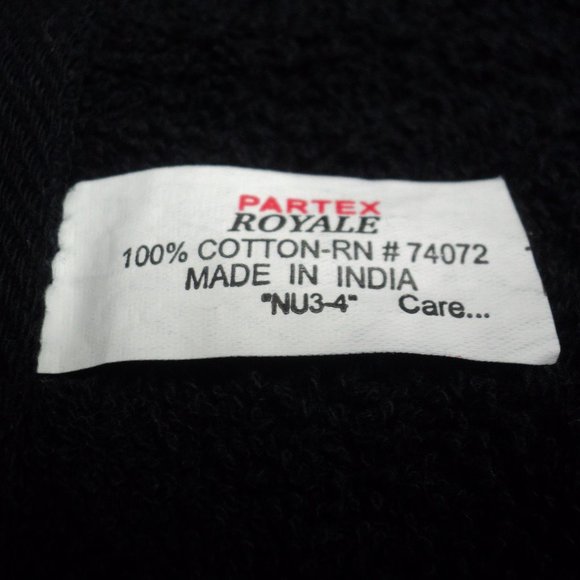 PARTEX
ROYALE
100% COTTON-RN # 74072
MADE IN INDIA
"NU3-4" Care...